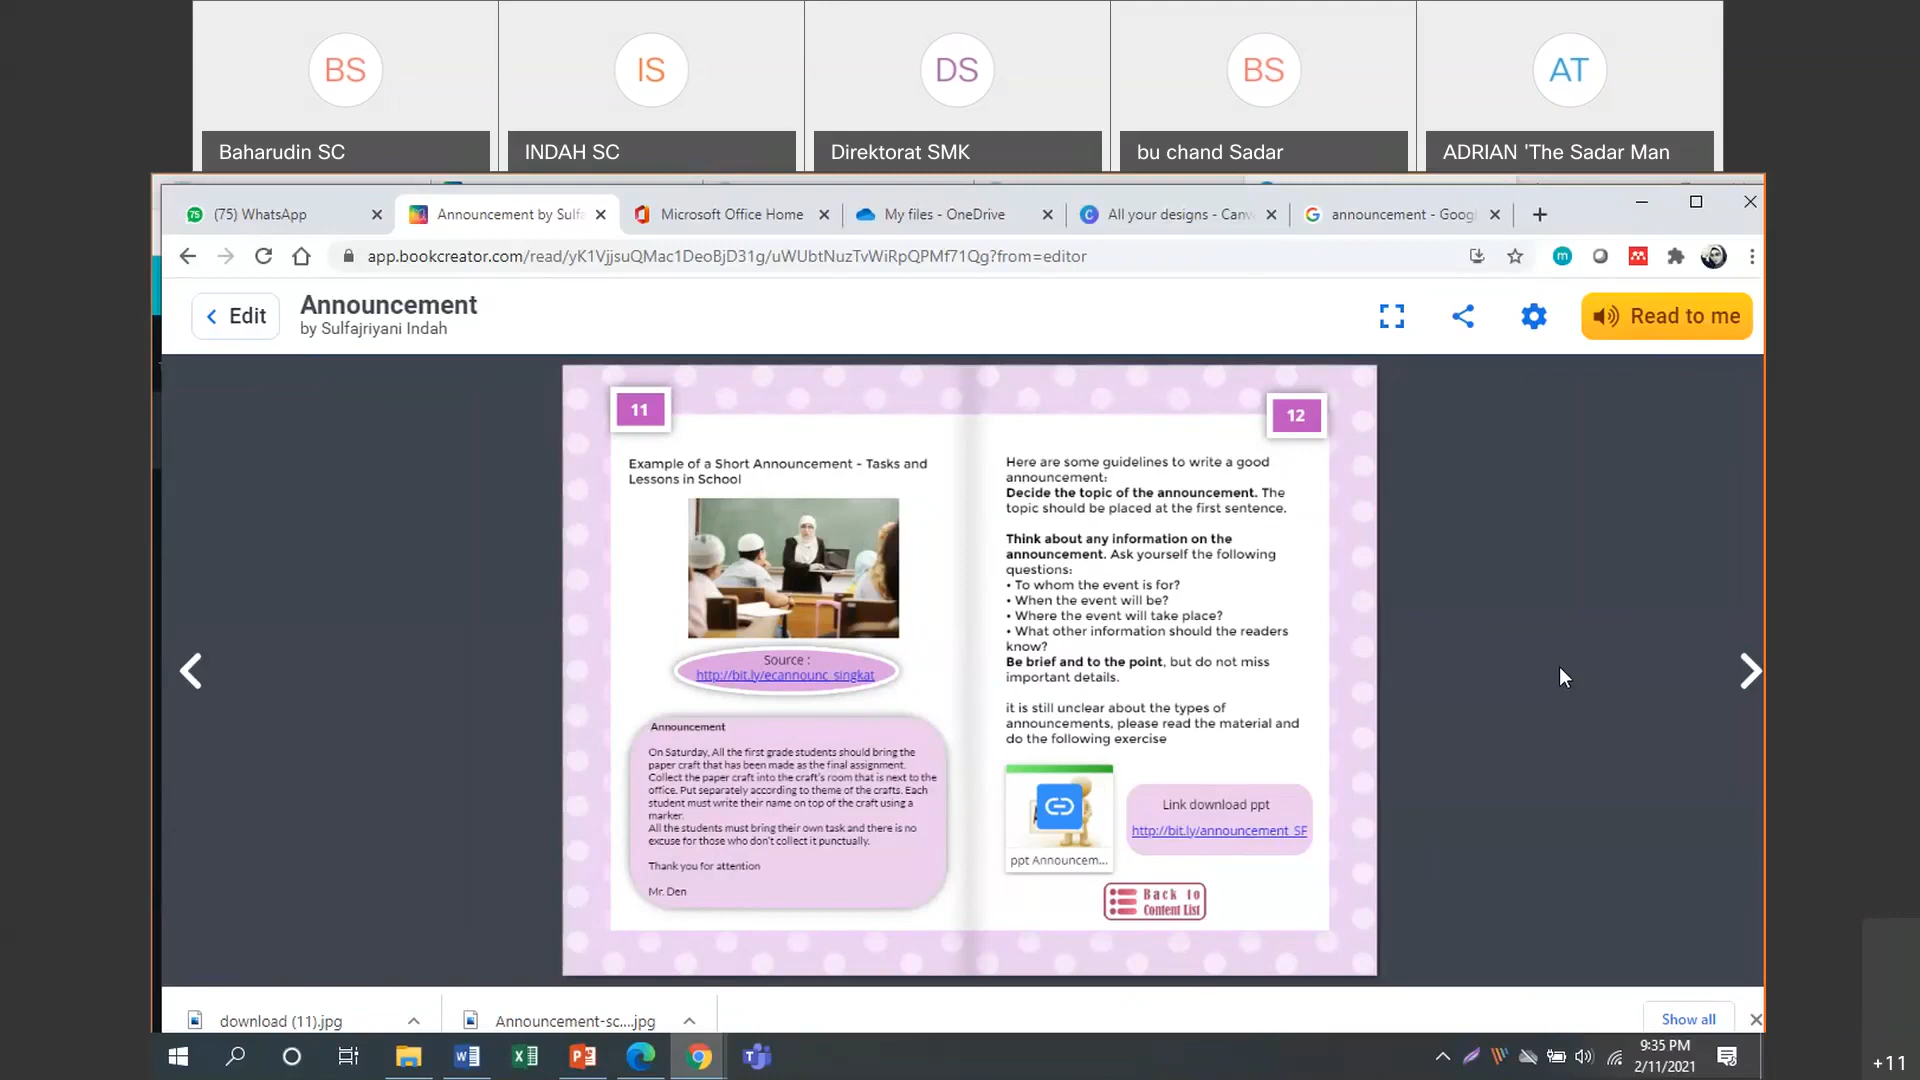 BS
IS
DS
BS
AT
Baharudin SC
INDAH SC
Direktorat SMK
bu chand Sadar
ADRIAN 'The Sadar Man
(75) WhatsApp
Announcement by Sulfa
Microsoft Office Home
My files - OneDrive
All your designs - Canv
announcement - Goog
app.bookcreator.com/read/yK1VjjsuQMac1DeoBjD31g/uWUbtNuzTvWiRpQPMf71Qg?from=editor
Edit
Announcement
by Sulfajriyani Indah
Read to me
11
Example of a Short Announcement - Tasks and
Lessons in School
Source :
http://bit.ly/ecannounc_singkat
Announcement
On Saturday, All the first grade students should bring the
paper craft that has been made as the final assignment.
Collect the paper craft into the craft's room that is next to the
office. Put separately according to theme of the crafts. Each
student must write their name on top of the craft using a
marker.
All the students must bring their own task and there is no
excuse for those who don't collect it punctually.
Thank you for attention
Mr. Den
12
Here are some guidelines to write a good
announcement:
Decide the topic of the announcement. The
topic should be placed at the first sentence.
Think about any information on the
announcement. Ask yourself the following
questions:
• To whom the event is for?
• When the event will be?
• Where the event will take place?
• What other information should the readers
know?
Be brief and to the point, but do not miss
important details.
it is still unclear about the types of
announcements, please read the material and
do the following exercise
ppt Announcem...
Link download ppt
http://bit.ly/announcement_SF
Back to
Content List
download (11).jpg
Announcement-sc....jpg
Show all
9:35 PM
2/11/2021
+11